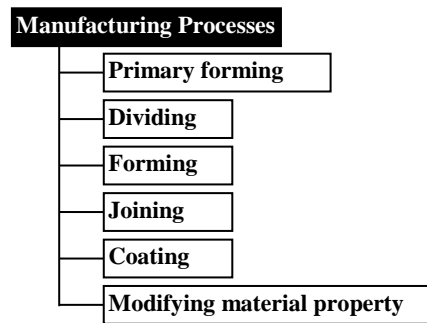 Manufacturing Processes
Primary forming
Dividing
Forming
Joining
Coating
Modifying material property